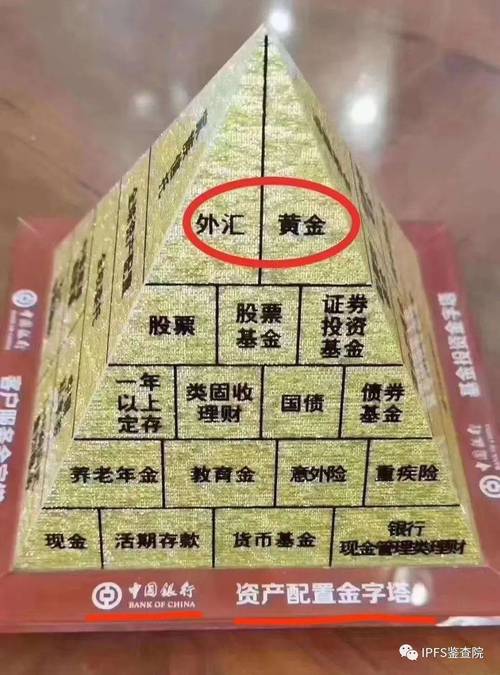 外汇 黄金
股票 股票基金 证券投资基金
一年以上定存 类固收理财 国债 债券基金
养老年金 教育金 意外险 重疾险
现金 活期存款 货币基金 银行现金管理类理财
中国银行 资产配置金字塔
BANK OF CHINA
IPFS鉴查院